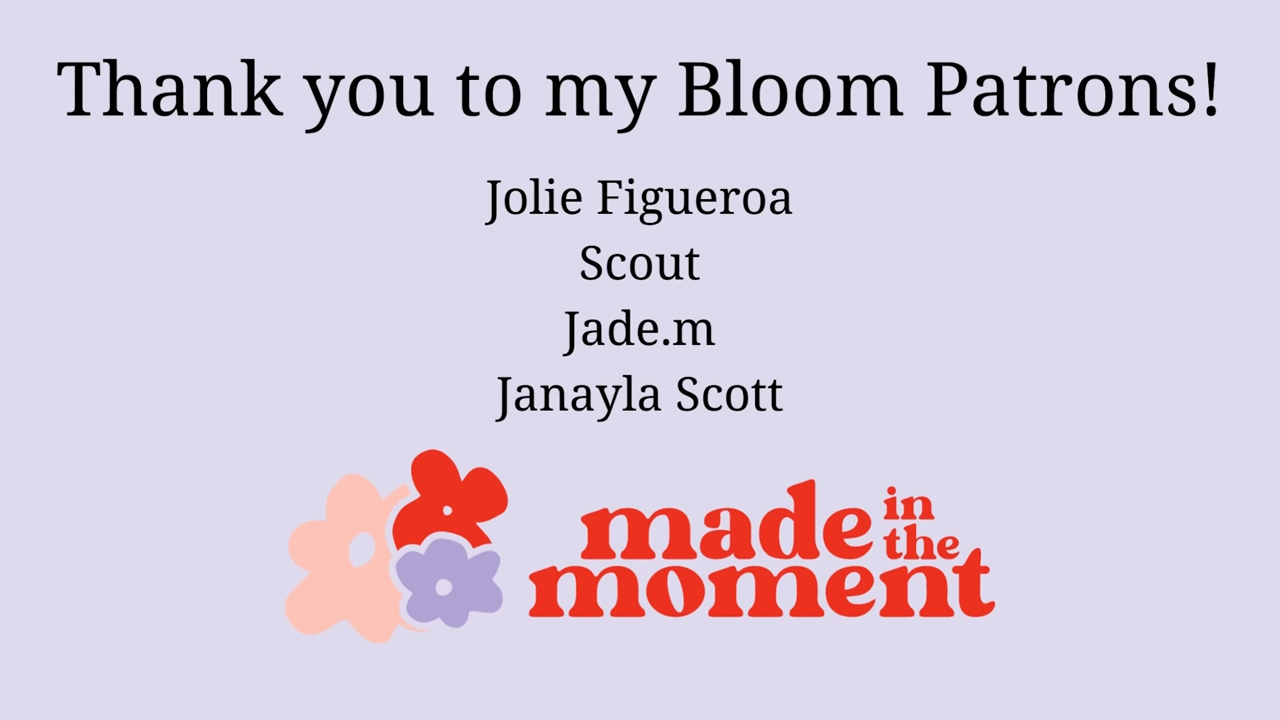 Thank you to my Bloom Patrons!
Jolie Figueroa
Scout
Jade.m
Janayla Scott
made in the
moment